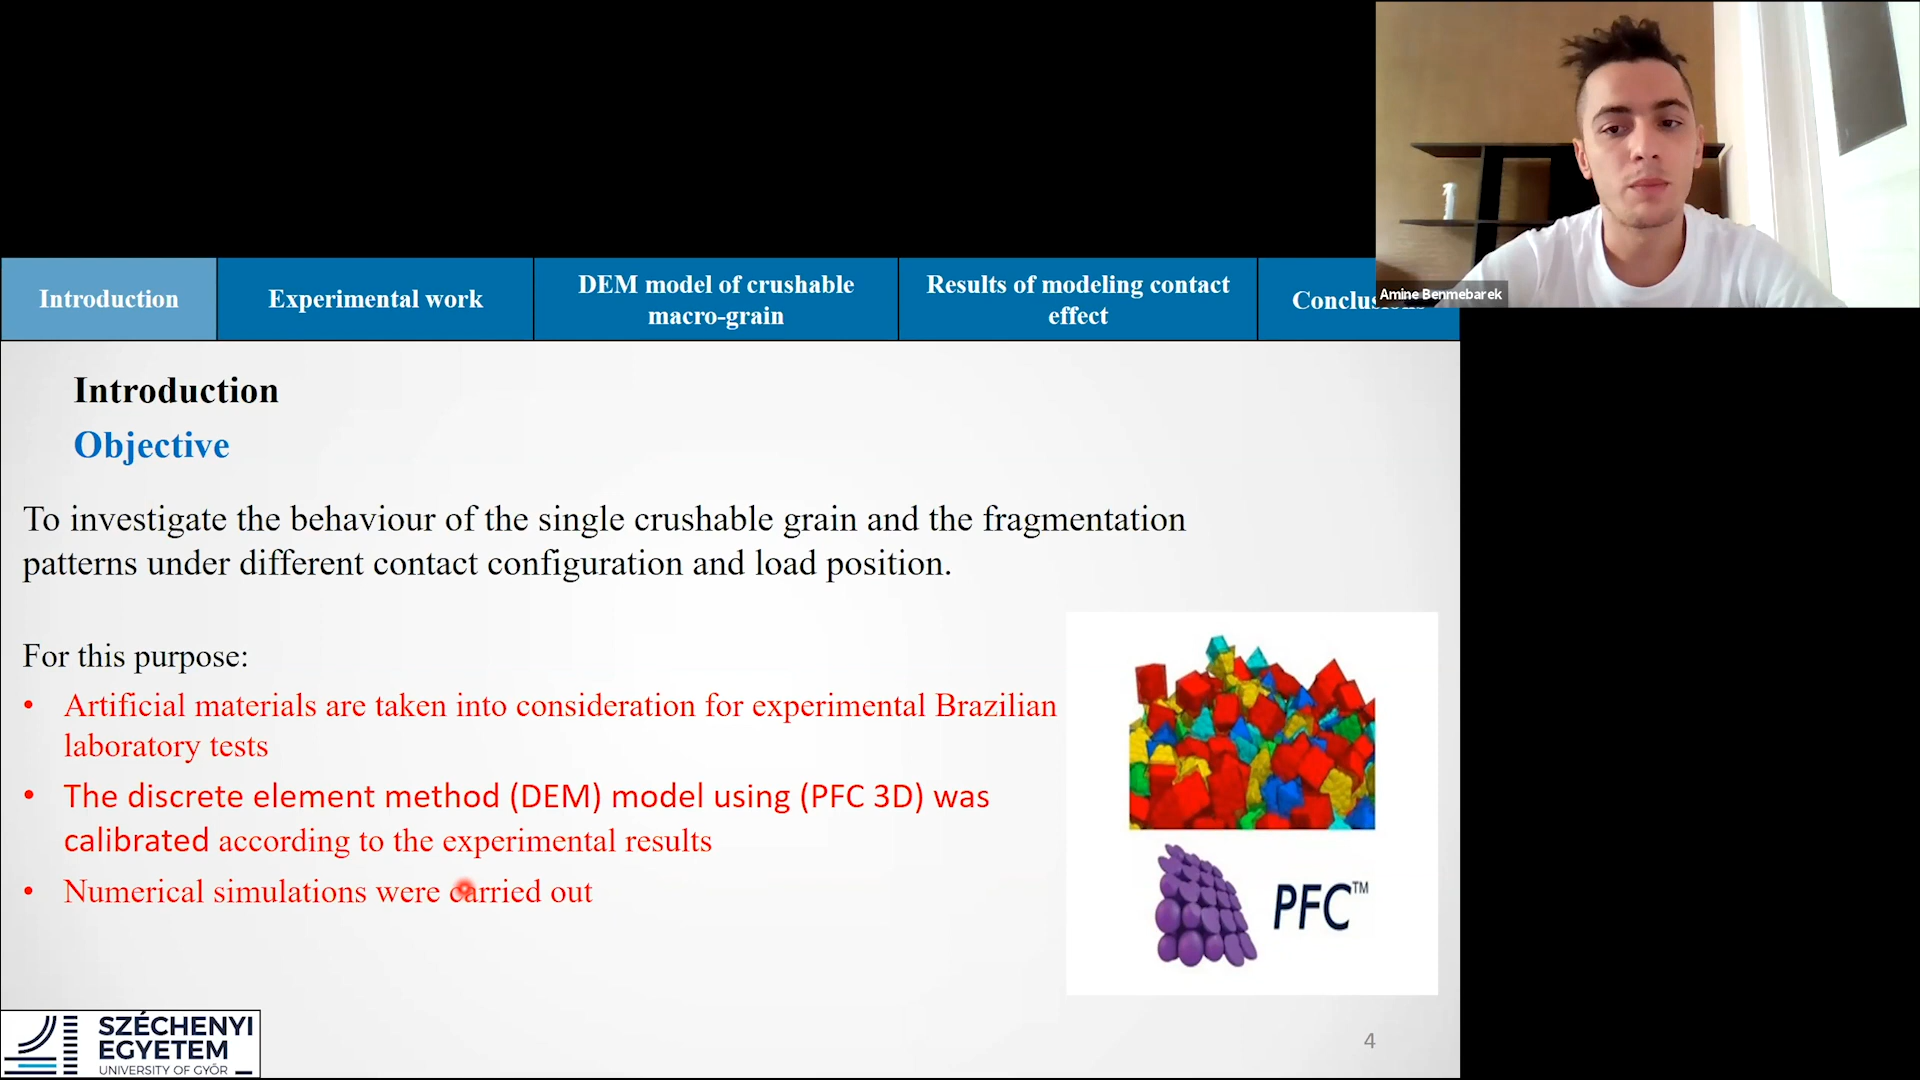 Introduction
Experimental work
DEM model of crushable
macro-grain
Results of modeling contact
effect
Amine Benmebarek
Introduction
Objective
To investigate the behaviour of the single crushable grain and the fragmentation
patterns under different contact configuration and load position.
For this purpose:
• Artificial materials are taken into consideration for experimental Brazilian
laboratory tests
• The discrete element method (DEM) model using (PFC 3D) was
calibrated according to the experimental results
• Numerical simulations were carried out
PFC™
SZÉCHENYI
EGYETEM
UNIVERSITY OF GYŐR
4